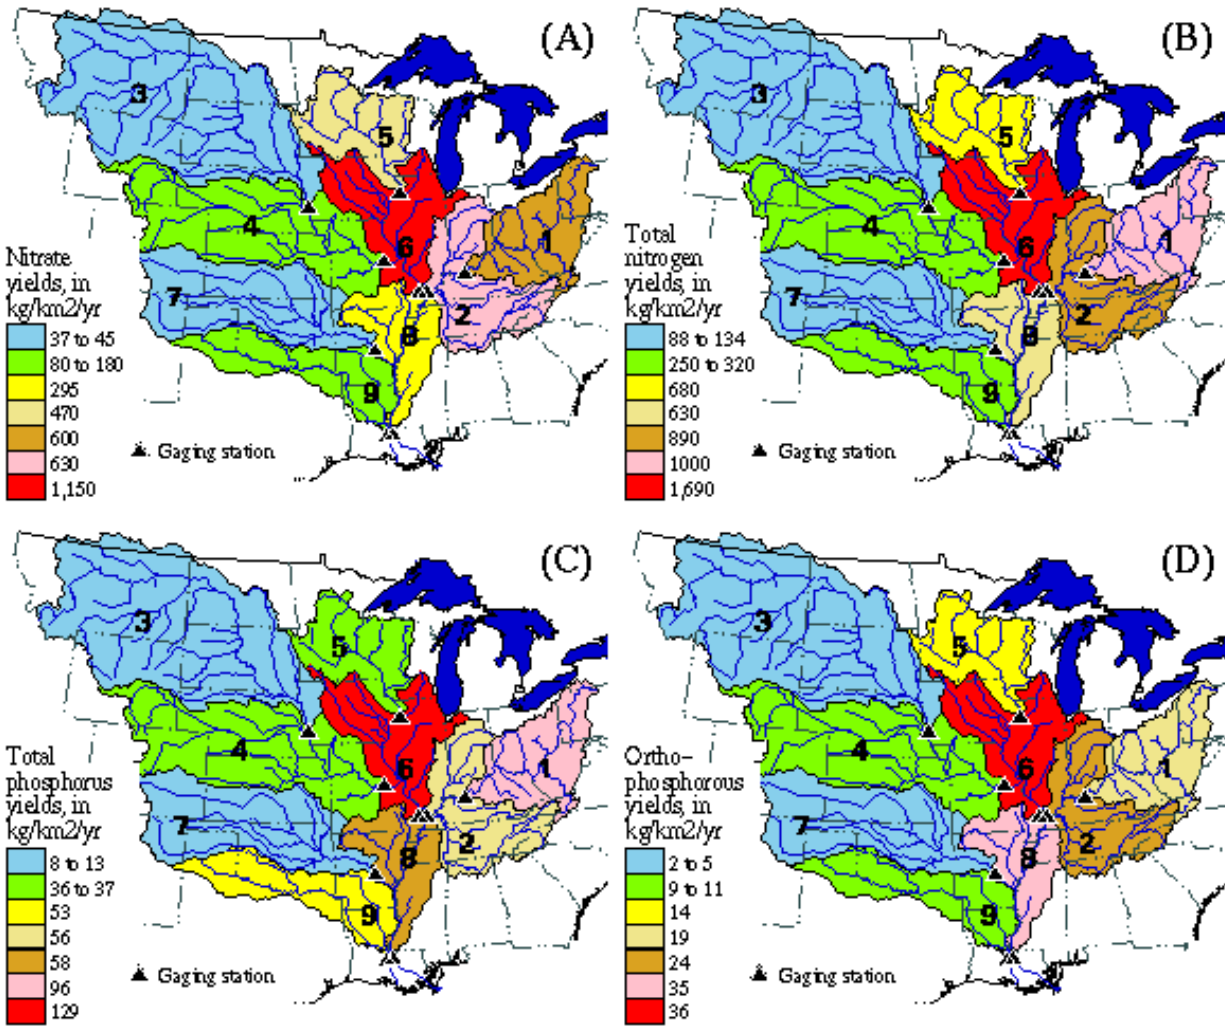 (A)
3
5
4
1
6
7
2
8
9
Nitrate
yields, in
kg/km2/yr
37 to 45
80 to 180
295
470
600
630
1,150
Gaging station
(B)
3
5
4
1
6
7
2
8
9
Total
nitrogen
yields, in
kg/km2/yr
88 to 134
250 to 320
680
630
890
1000
1,690
Gaging station
(C)
3
5
4
1
6
7
2
8
9
Total
phosphorus
yields, in
kg/km2/yr
8 to 13
36 to 37
53
56
58
96
129
Gaging station
(D)
3
5
4
1
6
7
2
8
9
Ortho-
phosphorous
yields, in
kg/km2/yr
2 to 5
9 to 11
14
19
24
35
36
Gaging station